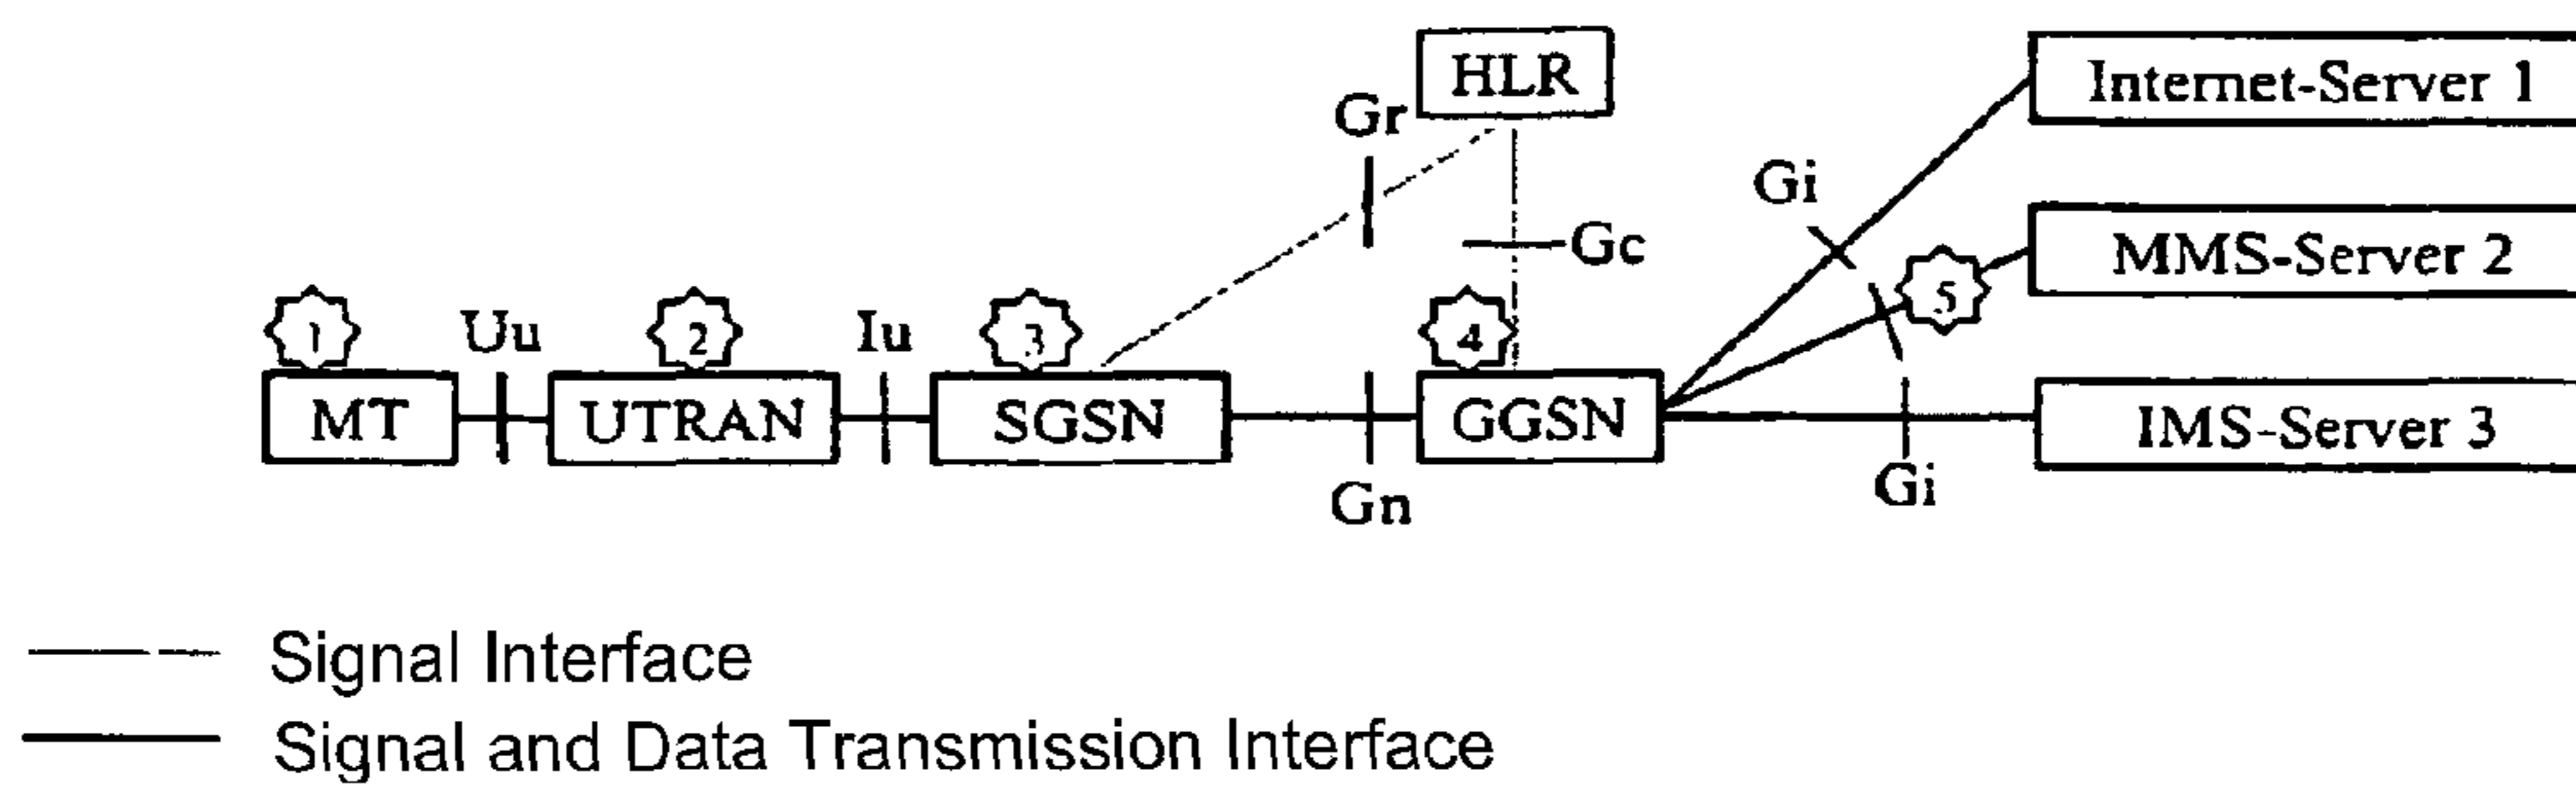 HLR
Internet-Server 1
Gr
Gi
MMS-Server 2
Gc
5
1
Uu
2
Iu
3
4
MT
UTRAN
SGSN
GGSN
IMS-Server 3
Gn
Gi
Signal Interface
Signal and Data Transmission Interface